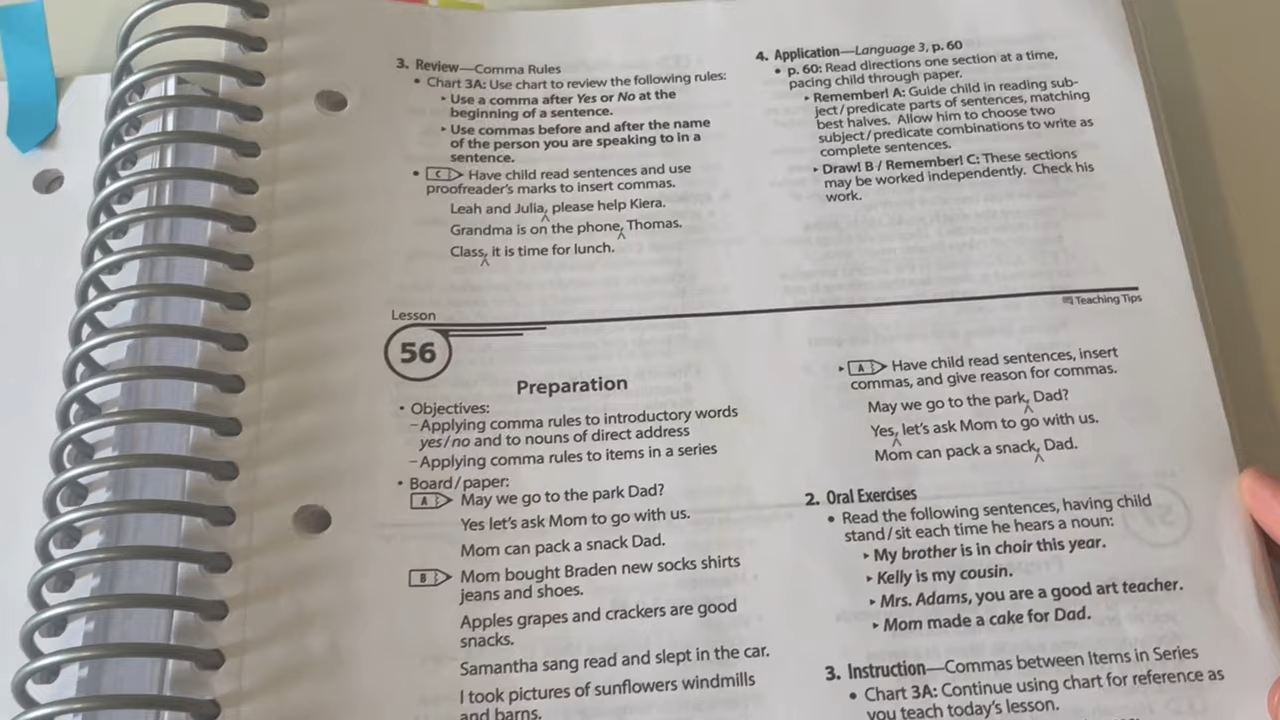 3. Review—Comma Rules
• Chart 3A: Use chart to review the following rules:
‣ Use a comma after Yes or No at the
beginning of a sentence.
‣ Use commas before and after the name
of the person you are speaking to in a
sentence.
• C Have child read sentences and use
proofreader's marks to insert commas.
Leah and Julia, please help Kiera.
Grandma is on the phone, Thomas.
Class, it is time for lunch.
4. Application—Language 3, p. 60
• p. 60: Read directions one section at a time,
pacing child through paper.
‣ Remember! A: Guide child in reading sub-
ject/predicate parts of sentences, matching
best halves. Allow him to choose two
subject/predicate combinations to write as
complete sentences.
‣ Draw! B / Remember! C: These sections
may be worked independently. Check his
work.
Teaching Tips
Lesson
56
Preparation
• Objectives:
–Applying comma rules to introductory words
yes/no and to nouns of direct address
–Applying comma rules to items in a series
• Board/paper:
A May we go to the park Dad?
Yes let's ask Mom to go with us.
Mom can pack a snack Dad.
B Mom bought Braden new socks shirts
jeans and shoes.
Apples grapes and crackers are good
snacks.
Samantha sang read and slept in the car.
I took pictures of sunflowers windmills
and barns.
‣ A Have child read sentences, insert
commas, and give reason for commas.
May we go to the park, Dad?
Yes, let's ask Mom to go with us.
Mom can pack a snack, Dad.
2. Oral Exercises
• Read the following sentences, having child
stand/sit each time he hears a noun:
‣ My brother is in choir this year.
‣ Kelly is my cousin.
‣ Mrs. Adams, you are a good art teacher.
‣ Mom made a cake for Dad.
3. Instruction—Commas between Items in Series
• Chart 3A: Continue using chart for reference as
you teach today's lesson.